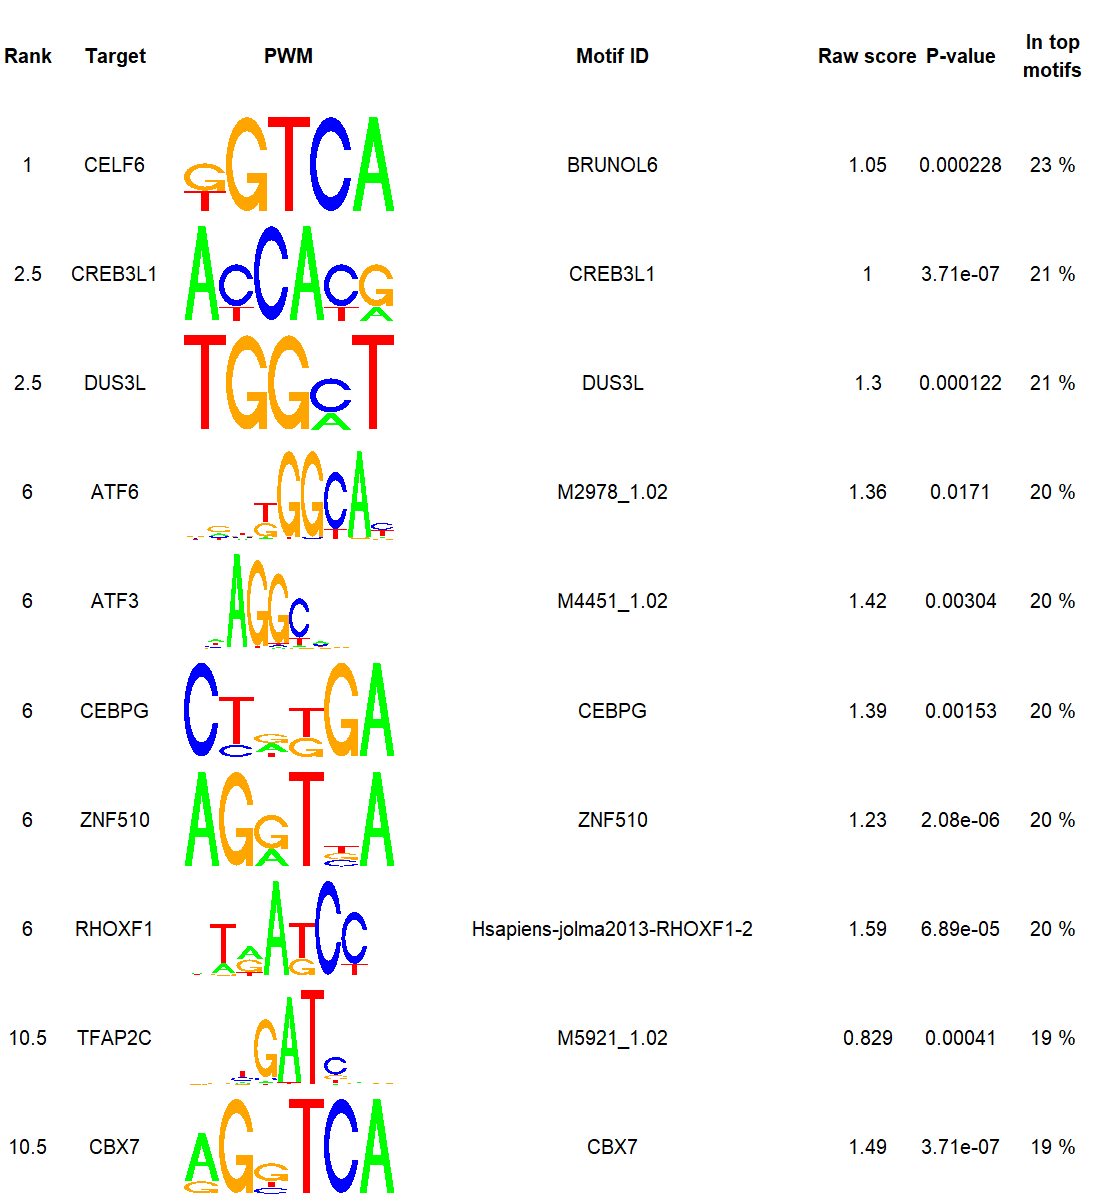 Rank Target PWM Motif ID Raw score P-value In top motifs
1 CELF6 BRUNOL6 1.05 0.000228 23 %
2.5 CREB3L1 CREB3L1 1 3.71e-07 21 %
2.5 DUS3L DUS3L 1.3 0.000122 21 %
6 ATF6 M2978_1.02 1.36 0.0171 20 %
6 ATF3 M4451_1.02 1.42 0.00304 20 %
6 CEBPG CEBPG 1.39 0.00153 20 %
6 ZNF510 ZNF510 1.23 2.08e-06 20 %
6 RHOXF1 Hsapiens-jolma2013-RHOXF1-2 1.59 6.89e-05 20 %
10.5 TFAP2C M5921_1.02 0.829 0.00041 19 %
10.5 CBX7 CBX7 1.49 3.71e-07 19 %